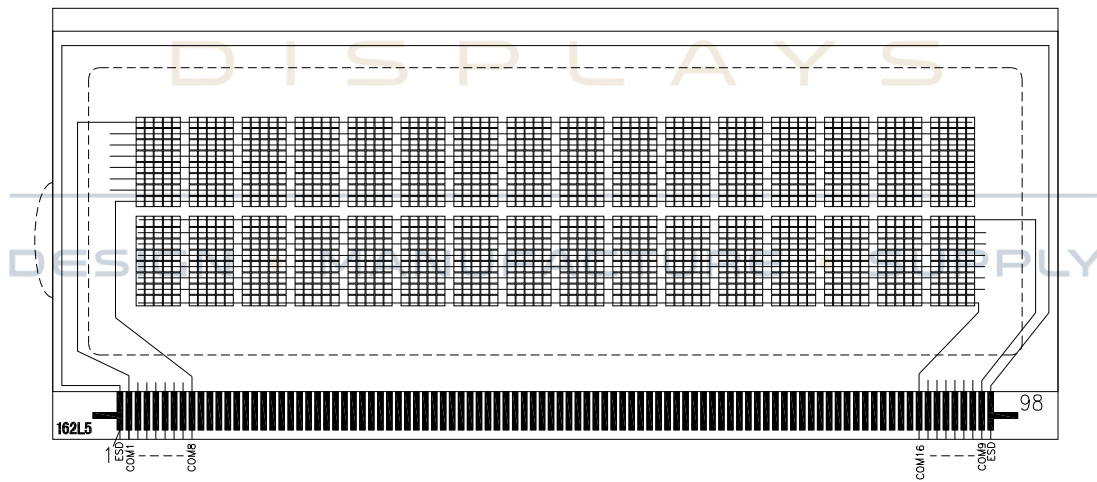 DISPLAYS
DESIGN • MANUFACTURE • SUPPLY
162L5
98
1
ESD
COM1
COM8
COM16
COM9
ESD